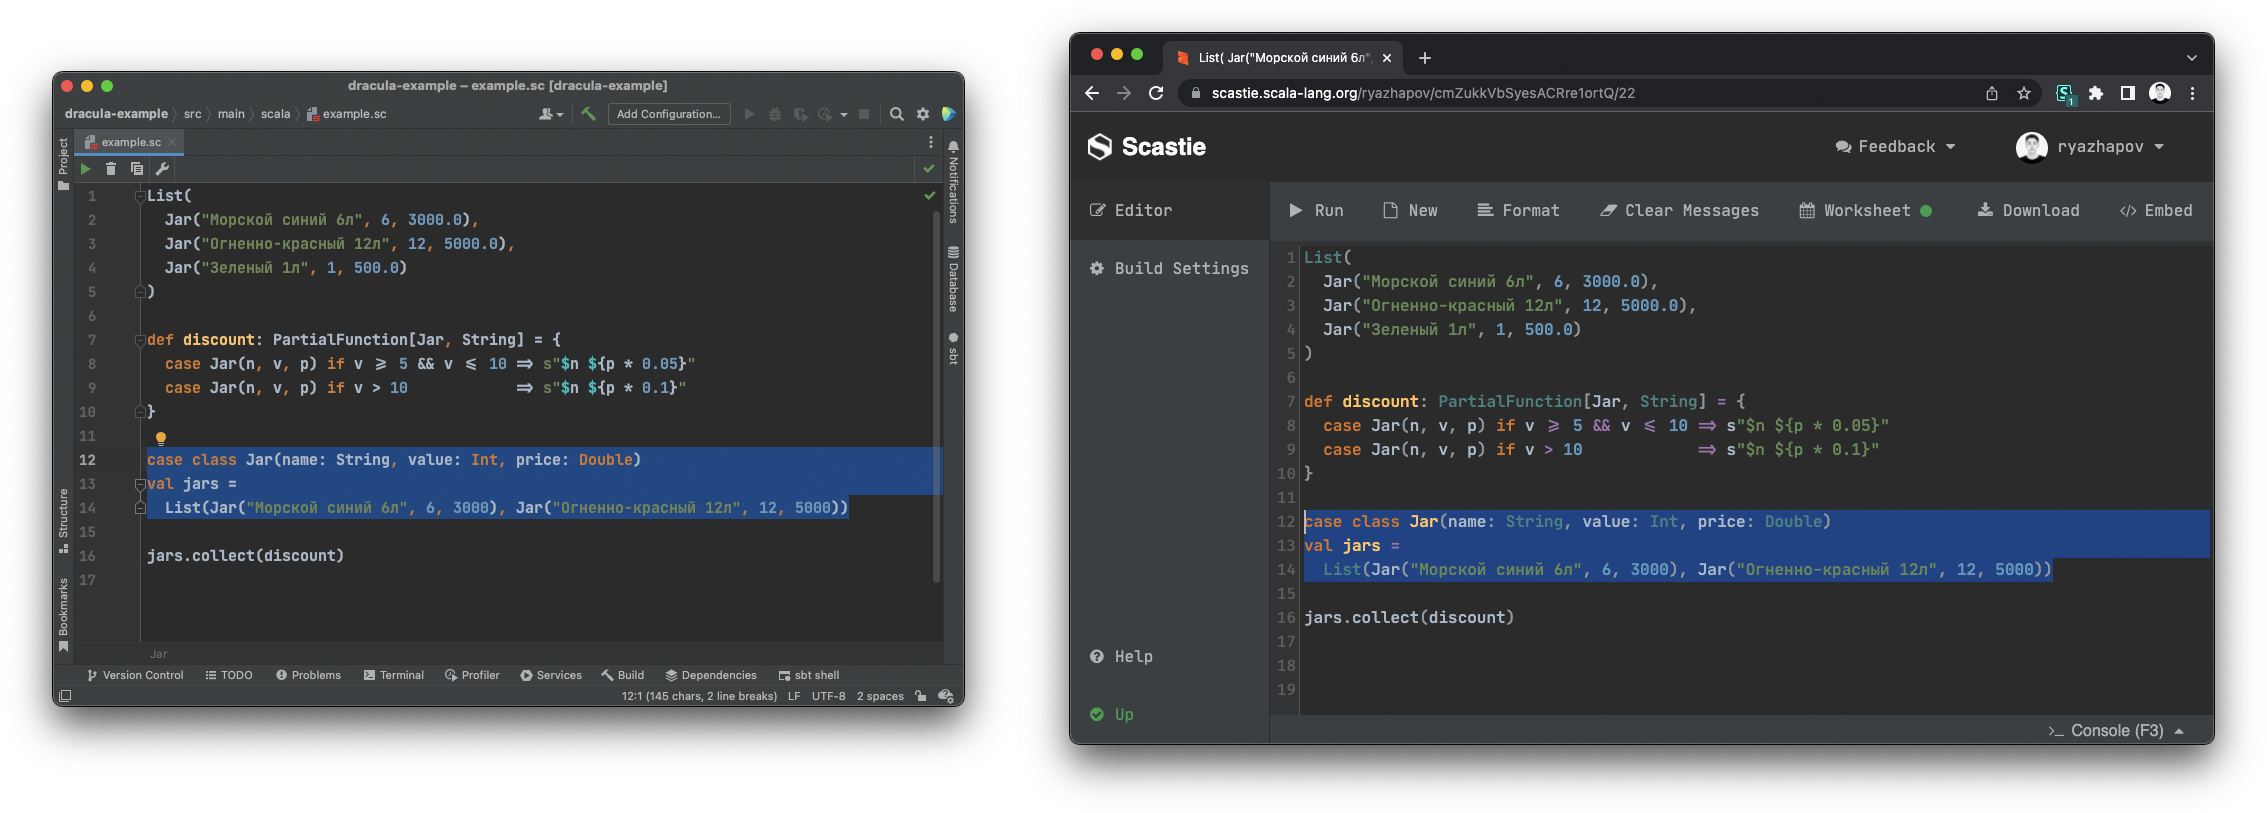 dracula-example – example.sc [dracula-example]
dracula-example src main scala example.sc Add Configuration...
Project
example.sc
1 List(
2 Jar("Морской синий 6л", 6, 3000.0),
3 Jar("Огненно-красный 12л", 12, 5000.0),
4 Jar("Зеленый 1л", 1, 500.0)
5 )
6
7 def discount: PartialFunction[Jar, String] = {
8 case Jar(n, v, p) if v ⩾ 5 && v ⩽ 10 ⇒ s"$n ${p * 0.05}"
9 case Jar(n, v, p) if v > 10 ⇒ s"$n ${p * 0.1}"
10 }
11
12 case class Jar(name: String, value: Int, price: Double)
13 val jars =
14 List(Jar("Морской синий 6л", 6, 3000), Jar("Огненно-красный 12л", 12, 5000))
15
16 jars.collect(discount)
17
Notifications
Database
sbt
Structure
Bookmarks
Jar
Version Control TODO Problems Terminal Profiler Services Build Dependencies sbt shell
12:1 (145 chars, 2 line breaks) LF UTF-8 2 spaces
List( Jar("Морской синий 6л",
scastie.scala-lang.org/ryazhapov/cmZukkVbSyesACRre1ortQ/22
1
Scastie
Feedback ryazhapov
Editor
Build Settings
Help
Up
Run New Format Clear Messages Worksheet Download Embed
1 List(
2 Jar("Морской синий 6л", 6, 3000.0),
3 Jar("Огненно-красный 12л", 12, 5000.0),
4 Jar("Зеленый 1л", 1, 500.0)
5 )
6
7 def discount: PartialFunction[Jar, String] = {
8 case Jar(n, v, p) if v ⩾ 5 && v ⩽ 10 ⇒ s"$n ${p * 0.05}"
9 case Jar(n, v, p) if v > 10 ⇒ s"$n ${p * 0.1}"
10 }
11
12 case class Jar(name: String, value: Int, price: Double)
13 val jars =
14 List(Jar("Морской синий 6л", 6, 3000), Jar("Огненно-красный 12л", 12, 5000))
15
16 jars.collect(discount)
17
18
19
Console (F3)